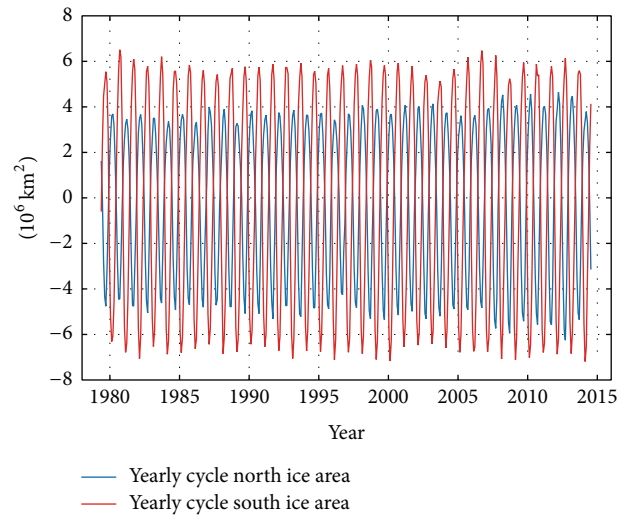 8
6
4
2
0
−2
−4
−6
−8
(10⁶ km²)
1980 1985 1990 1995 2000 2005 2010 2015
Year
Yearly cycle north ice area
Yearly cycle south ice area